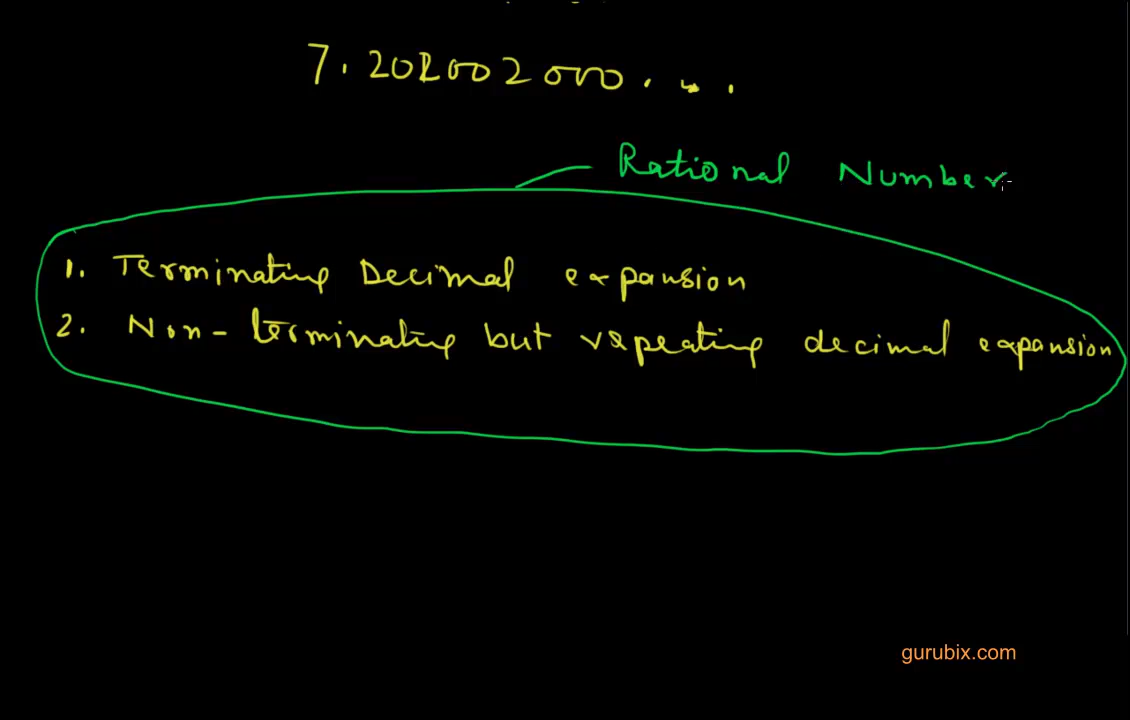 7.202002000....
Rational Number
1. Terminating Decimal expansion
2. Non-terminating but repeating decimal expansion
gurubix.com